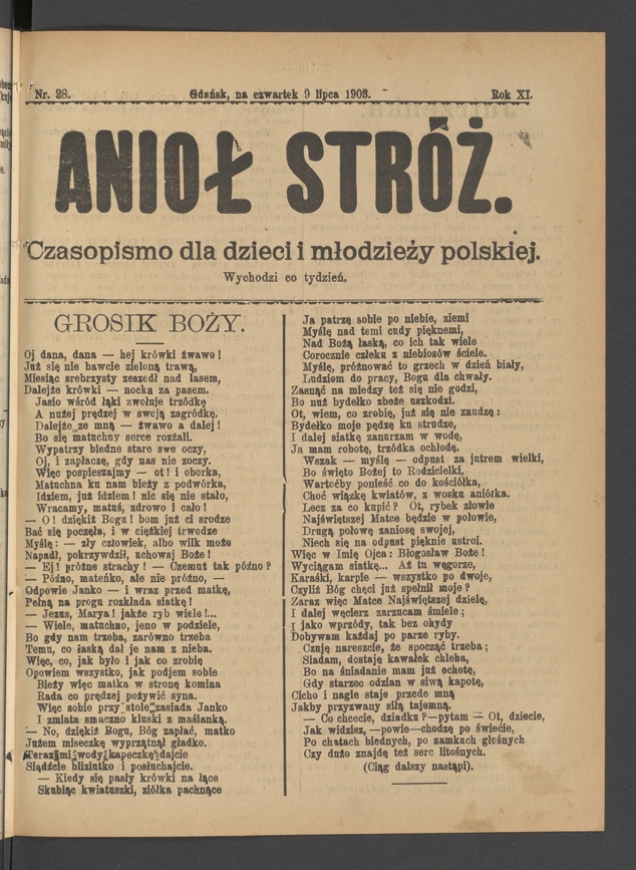 Nr. 28. Gdańsk, na czwartek 9 lipca 1903. Rok XI.
ANIOŁ STRÓŻ.
Czasopismo dla dzieci i młodzieży polskiej.
Wychodzi co tydzień.
GROSIK BOŻY.
Oj dana, dana — hej krówki żwawo!
Już się nie bawcie zieloną trawą,
Miesiąc srebrzysty zeszedł nad lasem,
Dalejże krówki — nocka za pasem.
Jasio wśród łąki zwołuje trzódkę
A nużej prędzej w swoją zagródkę.
Dalejże ze mną — żwawo a dalej!
Bo się matuchny serce rozżali.
Wypatrzy biedne stare swe oczy,
Oj, i zapłacze, gdy nas nie zoczy.
Więc pospieszajmy — ot! i obórka,
Matuchna ku nam bieży z podwórka,
Idziem, już idziem! nic się nie stało,
Wracamy, matuś, zdrowo i cało!
— O! dziękiż Bogu! bom już ci srodze
Bać się poczęła, i w ciężkiej trwodze
Myślę: — zły człowiek, albo wilk może
Napadł, pokrzywdził, uchowaj Boże!
— Ej! próżne strachy! — Czemuż tak późno?
— Późno, mateńko, ale nie próżno, —
Odpowie Janko — i wraz przed matkę,
Pełną na progu rozkłada siatkę!
— Jezus, Marya! jakże ryb wiele!...
— Wiele, matuchno, jeno w podziele,
Bo gdy nam trzeba, zarówno trzeba
Temu, co łaską dał je nam z nieba.
Więc, co, jak było i jak co zrobię
Opowiem wszystko, jak podjem sobie
Bieży więc matka w stronę komina
Rada co prędzej pożywić syna.
Więc sobie przy stole zasiada Janko
I zmiata smaczno kluski z maślanką.
— No, dziękiż Bogu, Bóg zapłać, matko
Jużem miseczkę wyprzątnął gładko.
Teraz mi wody kapeczkę dajcie
Siądźcie bliziutko i posłuchajcie.
— Kiedy się pasły krówki na łące
Skubiąc kwiatuszki, ziółka pachnące
Ja patrzę sobie po niebie, ziemi
Myślę nad temi cudy pięknemi,
Nad Bożą łaską, co ich tak wiele
Corocznie człeku z niebiosów ściele.
Myślę, próżnować to grzech w dzień biały,
Ludziom do pracy, Bogu dla chwały.
Zasnąć na miedzy też się nie godzi,
Bo nuż bydełko zboże uszkodzi.
Ot, wiem, co zrobię, już się nie zaudzę:
Bydełko moje pędzę ku strudze,
I dalej siatkę zanurzam w wodę,
Ja mam robotę, trzódka ochłodę.
Wszak — myślę — odpust za jutrem wielki,
Bo święto Bożej to Rodzicielki,
Wartoćby ponieść co do kościółka,
Choć wiązkę kwiatów, z wosku aniółka.
Lecz za co kupić? Ot, rybek złowie
Najświętszej Matce będzie w połowie,
Drugą połowę zaniosę swojej,
Niech się na odpust pięknie ustroi.
Więc w Imię Ojca: Błogosław Boże!
Wyciągam siatkę... Aż tu węgorze,
Karaśki, karpie — wszystko po dwoje,
Czyliż Bóg chęci już spełnił moje?
Zaraz więc Matce Najświętszej dzielę,
I dalej węcierz zarzucam śmiele;
I jako wprzódy, tak bez ohydy
Dobywam każdaj po parze ryby.
Czuję nareszcie, że spocząć trzeba;
Siadam, dostaję kawałek chleba,
Bo na śniadanie mam już ochotę,
Gdy starzec odzian w siwą kapotę,
Cicho i nagle staje przede mną
Jakby przyzwany siłą tajemną.
— Co chcecie, dziadku?—pytam — Ot, dziecie,
Jak widzisz, —powie—chodzę po świecie,
Po chatach biednych, po zamkach głośnych
Czy dużo znajdę też serc litośnych.
(Ciąg dalszy nastąpi).